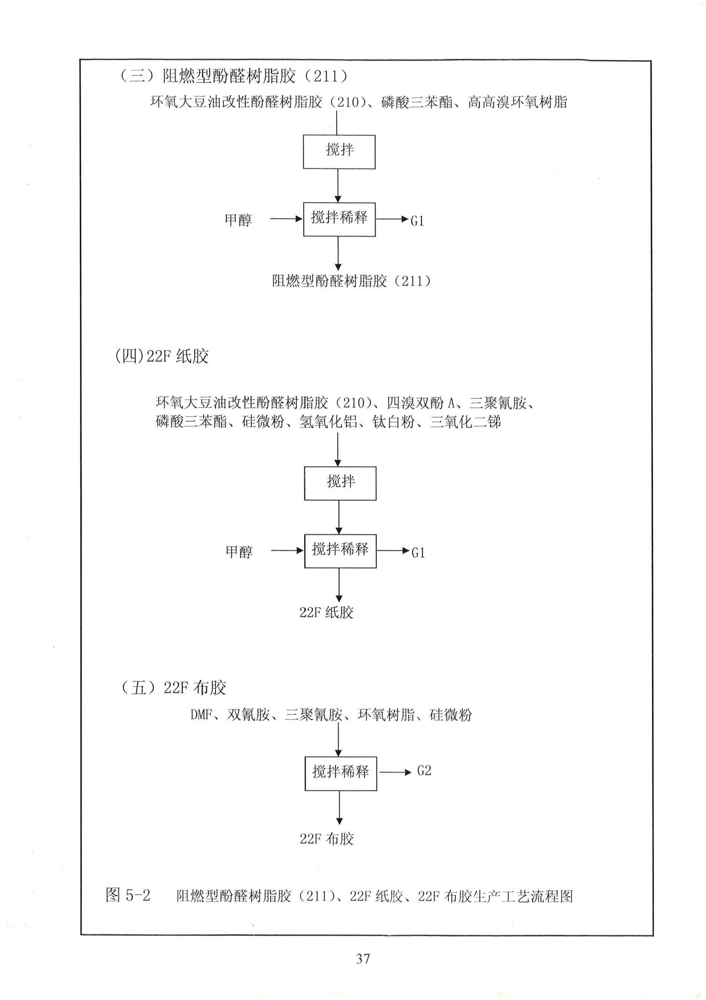 （三）阻燃型酚醛树脂胶（211）
环氧大豆油改性酚醛树脂胶（210）、磷酸三苯酯、高高溴环氧树脂
搅拌
甲醇
搅拌稀释
G1
阻燃型酚醛树脂胶（211）
(四)22F 纸胶
环氧大豆油改性酚醛树脂胶（210）、四溴双酚 A、三聚氰胺、
磷酸三苯酯、硅微粉、氢氧化铝、钛白粉、三氧化二锑
搅拌
甲醇
搅拌稀释
G1
22F 纸胶
（五）22F 布胶
DMF、双氰胺、三聚氰胺、环氧树脂、硅微粉
搅拌稀释
G2
22F 布胶
图 5-2 阻燃型酚醛树脂胶（211）、22F 纸胶、22F 布胶生产工艺流程图
37